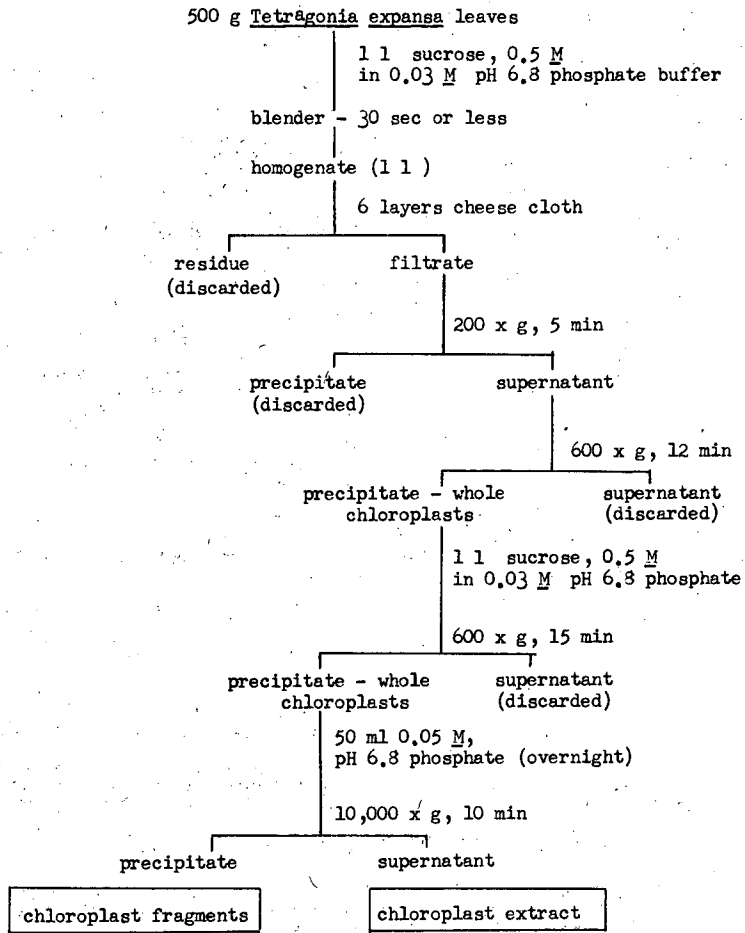 500 g Tetragonia expansa leaves
1 l sucrose, 0.5 M
in 0.03 M pH 6.8 phosphate buffer
blender - 30 sec or less
homogenate (1 l )
6 layers cheese cloth
residue
(discarded)
filtrate
200 x g, 5 min
precipitate
(discarded)
supernatant
600 x g, 12 min
precipitate - whole
chloroplasts
supernatant
(discarded)
1 l sucrose, 0.5 M
in 0.03 M pH 6.8 phosphate
600 x g, 15 min
precipitate - whole
chloroplasts
supernatant
(discarded)
50 ml 0.05 M,
pH 6.8 phosphate (overnight)
10,000 x g, 10 min
precipitate
supernatant
chloroplast fragments
chloroplast extract